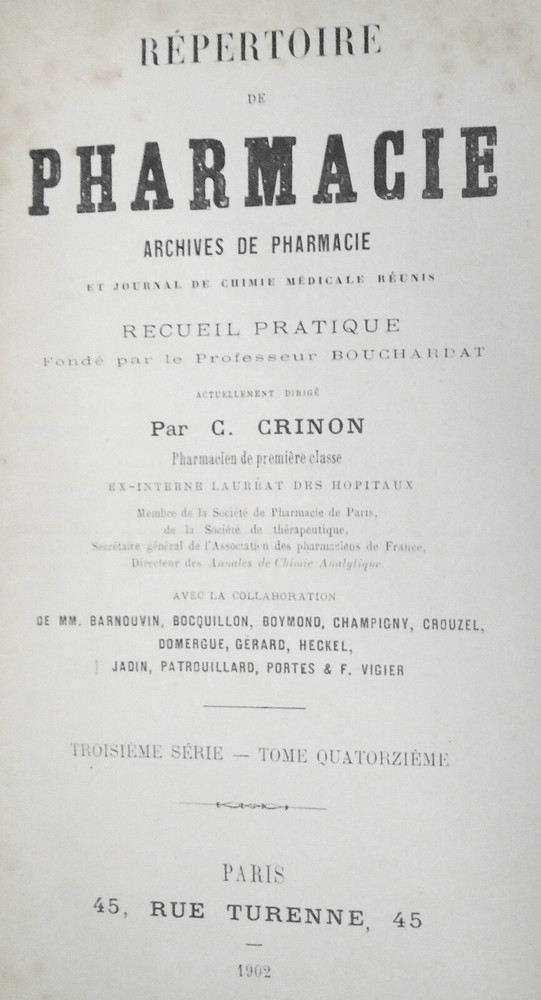 RÉPERTOIRE
DE
PHARMACIE
ARCHIVES DE PHARMACIE
ET JOURNAL DE CHIMIE MÉDICALE RÉUNIS
RECUEIL PRATIQUE
Fondé par le Professeur BOUCHARDAT
ACTUELLEMENT DIRIGÉ
Par C. CRINON
Pharmacien de première classe
EX-INTERNE LAURÉAT DES HOPITAUX
Membre de la Société de Pharmacie de Paris,
de la Société de thérapeutique,
Secrétaire général de l'Association des pharmaciens de France,
Directeur des Annales de Chimie Analytique.
AVEC LA COLLABORATION
DE MM. BARNOUVIN, BOCQUILLON, BOYMOND, CHAMPIGNY, CROUZEL,
DOMERGUE, GÉRARD, HECKEL,
JADIN, PATROUILLARD, PORTES & F. VIGIER
TROISIÈME SÉRIE — TOME QUATORZIÈME
PARIS
45, RUE TURENNE, 45
1902